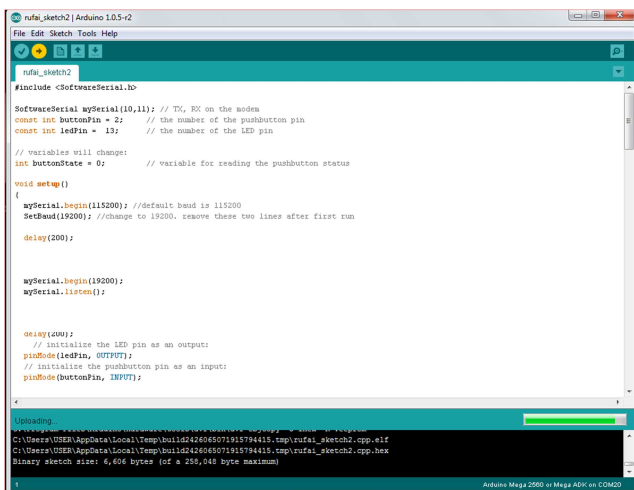 rufai_sketch2 | Arduino 1.0.5-r2
File Edit Sketch Tools Help
rufai_sketch2
#include <SoftwareSerial.h>
SoftwareSerial mySerial(10,11); // TX, RX on the modem
const int buttonPin = 2;     // the number of the pushbutton pin
const int ledPin =  13;      // the number of the LED pin
// variables will change:
int buttonState = 0;         // variable for reading the pushbutton status
void setup()
{
mySerial.begin(115200); //default baud is 115200
SetBaud(19200); //change to 19200. remove these two lines after first run
delay(200);
mySerial.begin(19200);
mySerial.listen();
delay(200);
// initialize the LED pin as an output:
pinMode(ledPin, OUTPUT);
// initialize the pushbutton pin as an input:
pinMode(buttonPin, INPUT);
Uploading...
C:\Users\USER\AppData\Local\Temp\build2426065071915794415.tmp\rufai_sketch2.cpp.elf
C:\Users\USER\AppData\Local\Temp\build2426065071915794415.tmp\rufai_sketch2.cpp.hex
Binary sketch size: 6,606 bytes (of a 258,048 byte maximum)
1
Arduino Mega 2560 or Mega ADK on COM20